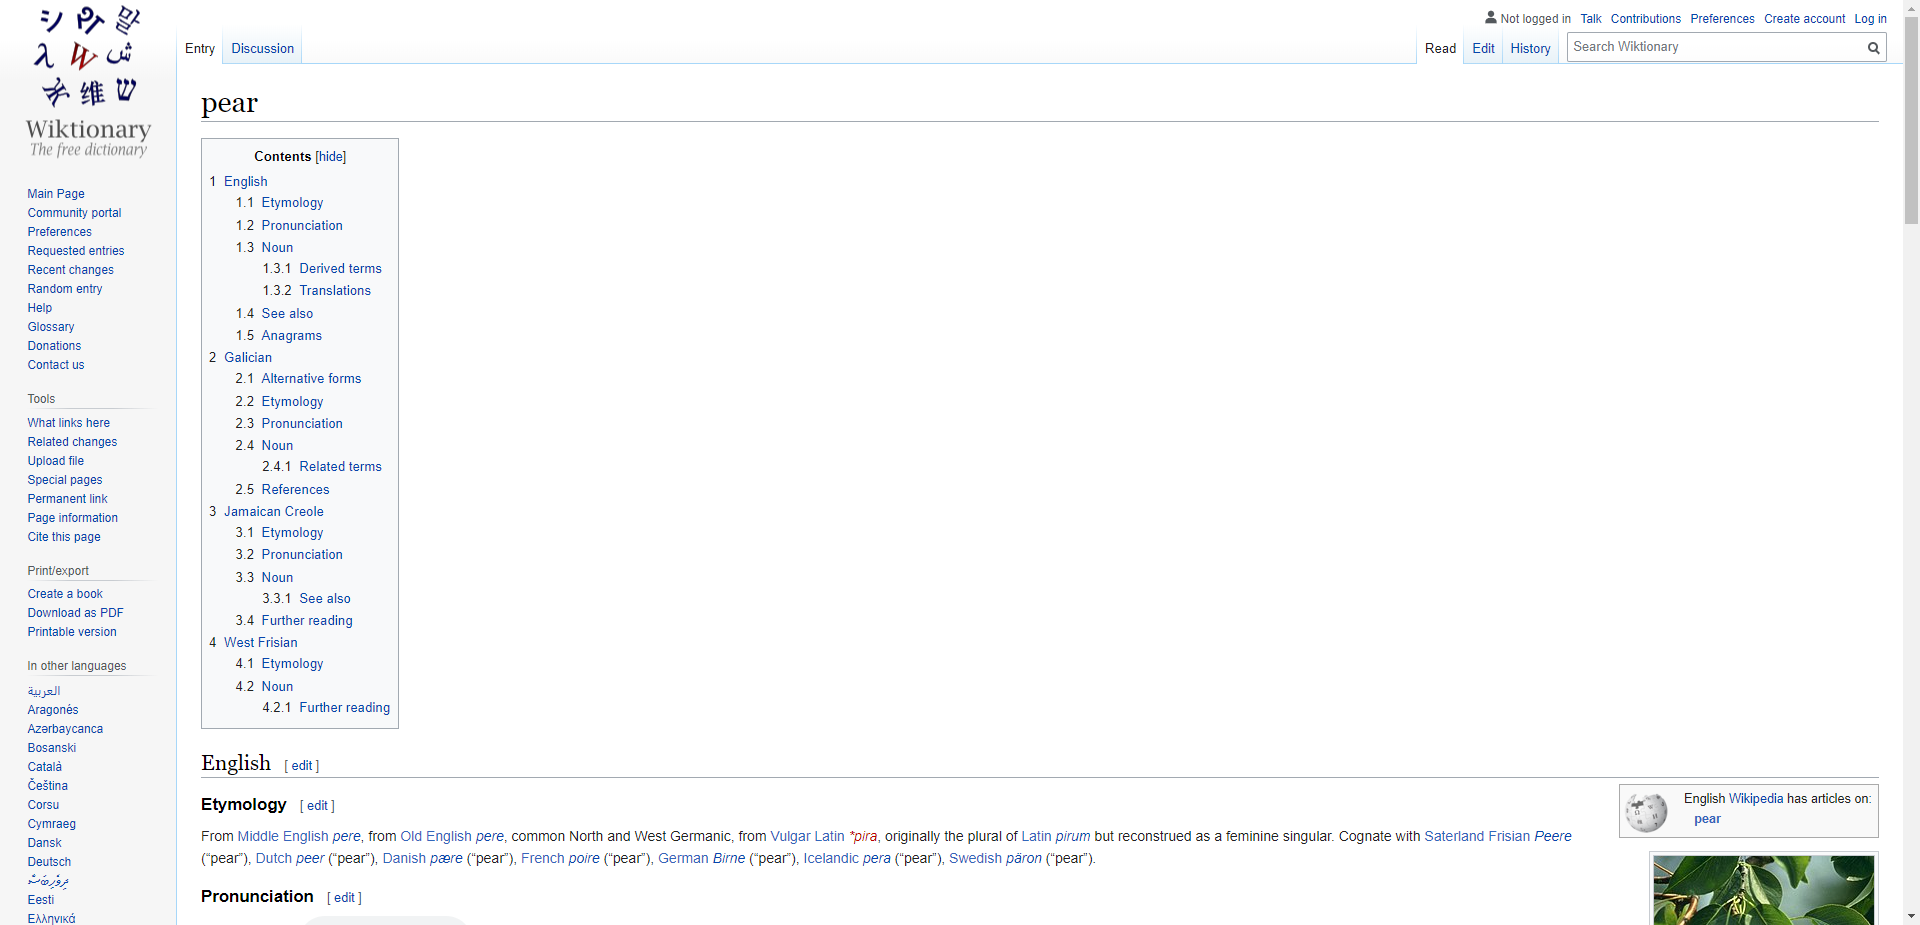 Not logged in Talk Contributions Preferences Create account Log in
Entry Discussion Read Edit History Search Wiktionary
シ
말
λ W ش
维 ש
Wiktionary
The free dictionary
Main Page
Community portal
Preferences
Requested entries
Recent changes
Random entry
Help
Glossary
Donations
Contact us
Tools
What links here
Related changes
Upload file
Special pages
Permanent link
Page information
Cite this page
Print/export
Create a book
Download as PDF
Printable version
In other languages
العربية
Aragonés
Azərbaycanca
Bosanski
Català
Čeština
Corsu
Cymraeg
Dansk
Deutsch
ދިވެހިބަސް
Eesti
Ελληνικά
pear
Contents [hide]
1 English
1.1 Etymology
1.2 Pronunciation
1.3 Noun
1.3.1 Derived terms
1.3.2 Translations
1.4 See also
1.5 Anagrams
2 Galician
2.1 Alternative forms
2.2 Etymology
2.3 Pronunciation
2.4 Noun
2.4.1 Related terms
2.5 References
3 Jamaican Creole
3.1 Etymology
3.2 Pronunciation
3.3 Noun
3.3.1 See also
3.4 Further reading
4 West Frisian
4.1 Etymology
4.2 Noun
4.2.1 Further reading
English [ edit ]
Etymology [ edit ]
From Middle English pere, from Old English pere, common North and West Germanic, from Vulgar Latin *pira, originally the plural of Latin pirum but reconstrued as a feminine singular. Cognate with Saterland Frisian Peere
(“pear”), Dutch peer (“pear”), Danish pære (“pear”), French poire (“pear”), German Birne (“pear”), Icelandic pera (“pear”), Swedish päron (“pear”).
English Wikipedia has articles on:
pear
Pronunciation [ edit ]